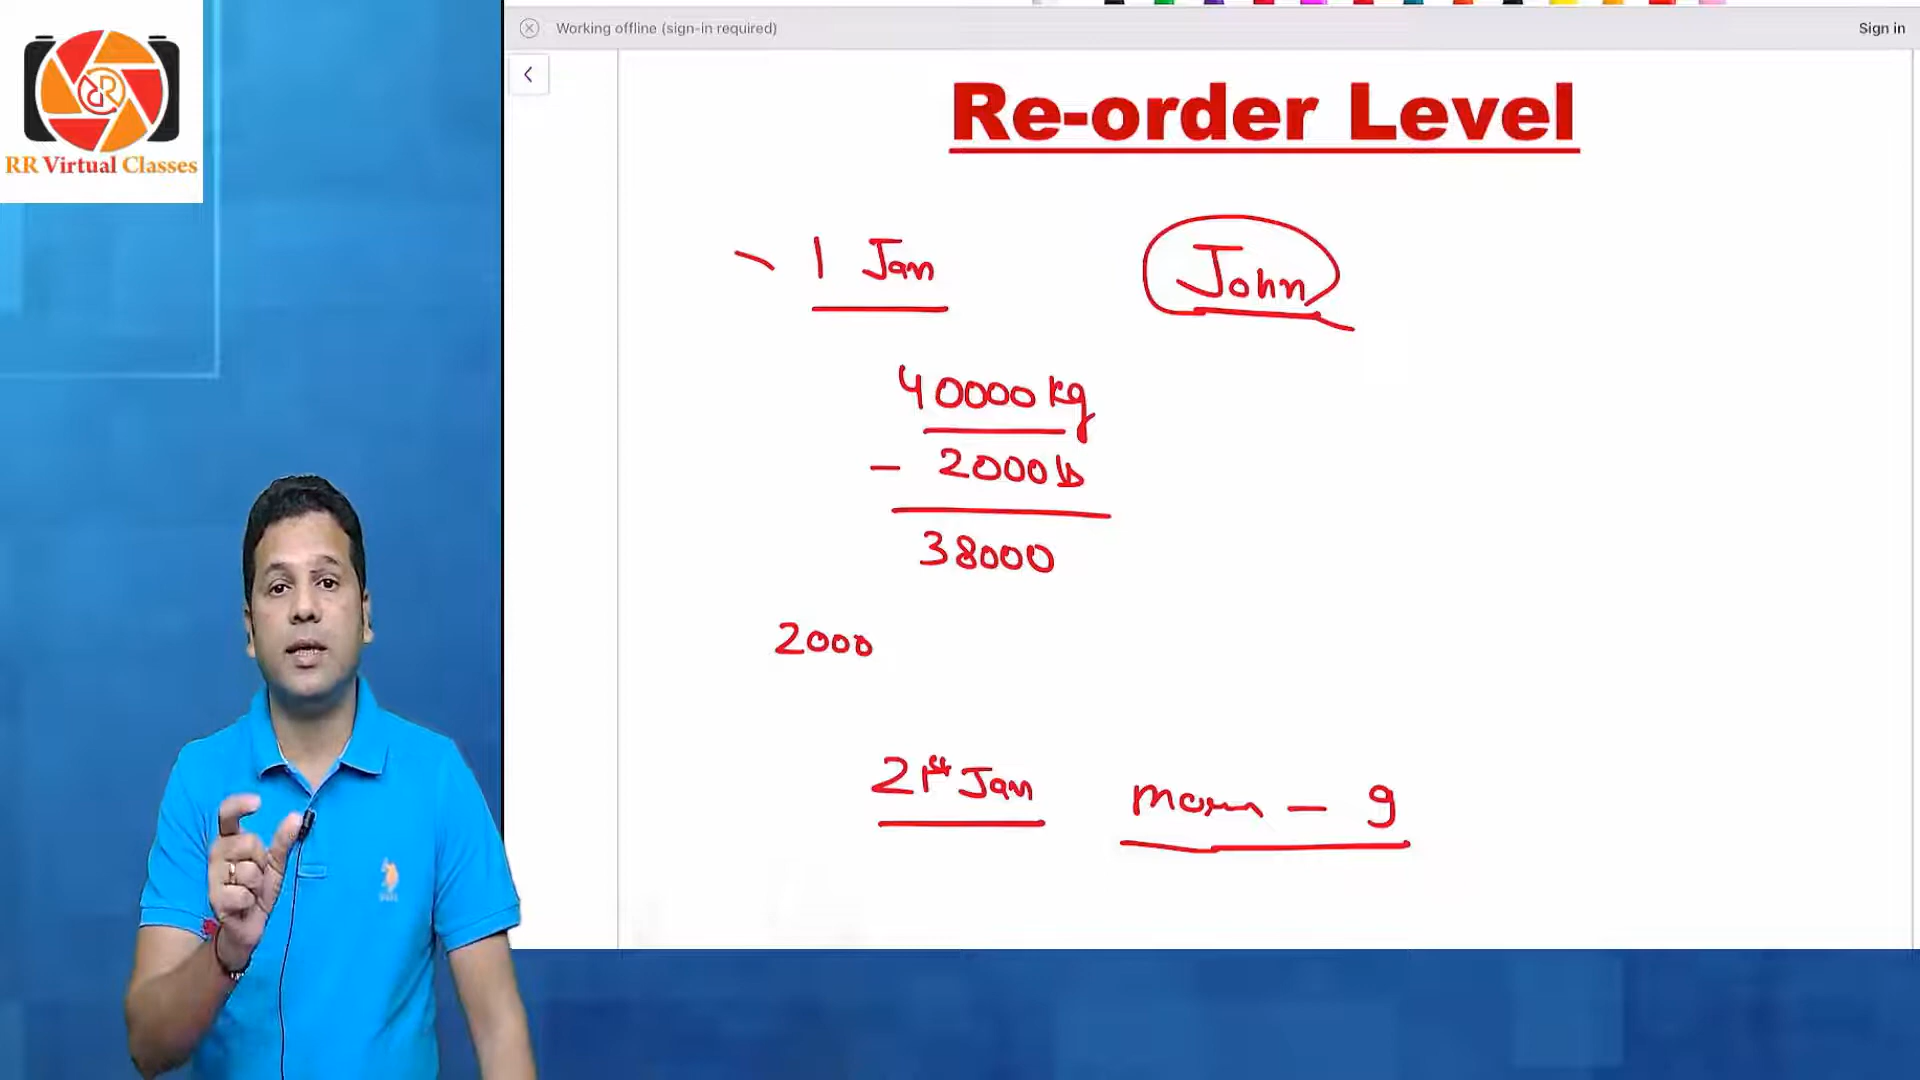 RR Virtual Classes
Working offline (sign-in required)
Sign in
Re-order Level
1 Jan
John
40000 kg
- 2000
38000
2000
21st Jan
- 9